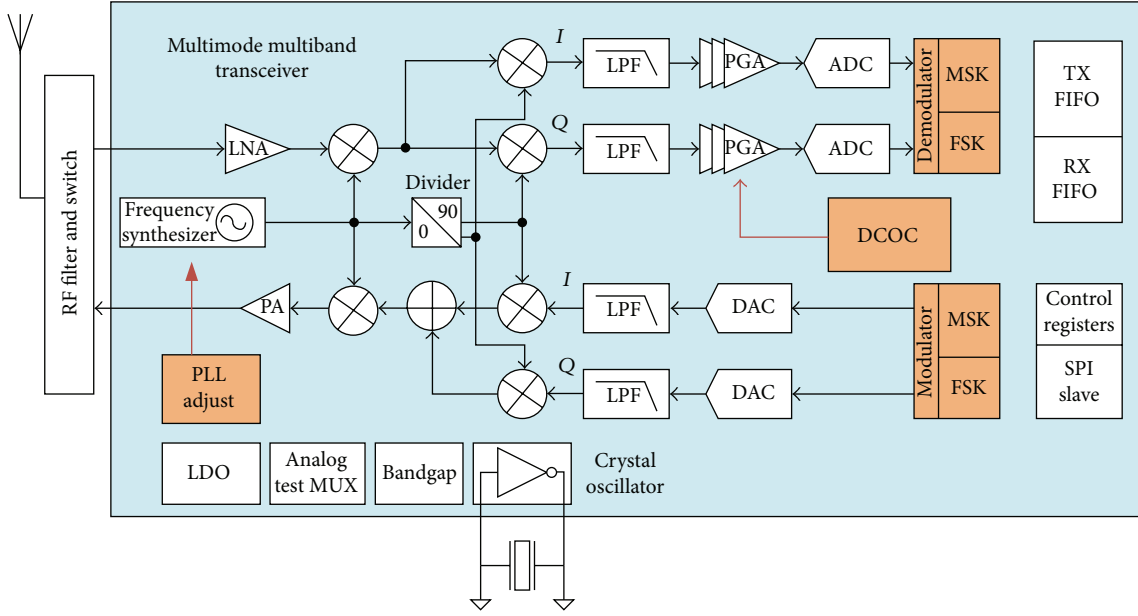 Multimode multiband
transceiver
RF filter and switch
LNA
Frequency
synthesizer
Divider
90
0
I
LPF
PGA
ADC
Q
LPF
PGA
ADC
Demodulator
MSK
FSK
TX
FIFO
RX
FIFO
DCOC
PA
PLL
adjust
I
LPF
DAC
Q
LPF
DAC
Modulator
MSK
FSK
Control
registers
SPI
slave
LDO
Analog
test MUX
Bandgap
Crystal
oscillator